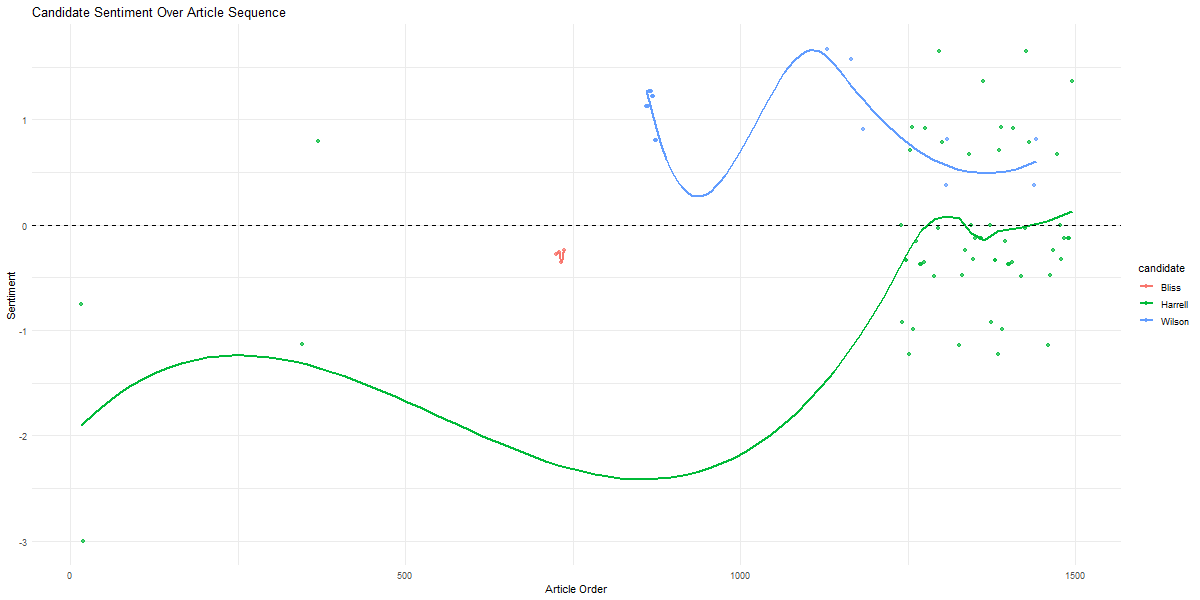 Candidate Sentiment Over Article Sequence
Sentiment
1
0
-1
-2
-3
0
500
1000
1500
Article Order
candidate
Bliss
Harrell
Wilson